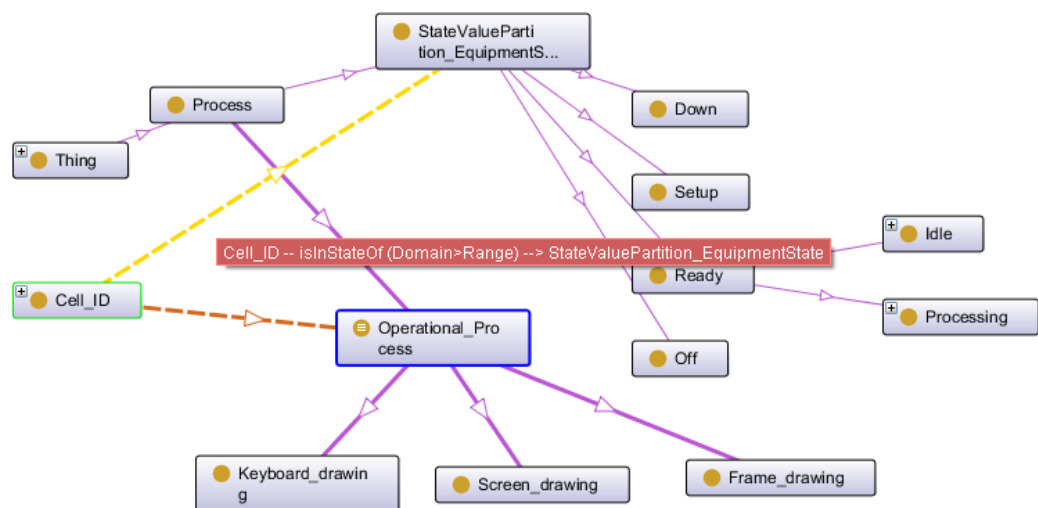 StateValueParti
tion_EquipmentS...
Process
Down
Thing
Setup
Idle
Cell_ID -- isInStateOf (Domain>Range) --> StateValuePartition_EquipmentState
Ready
Cell_ID
Processing
Operational_Pro
cess
Off
Keyboard_drawin
g
Screen_drawing
Frame_drawing